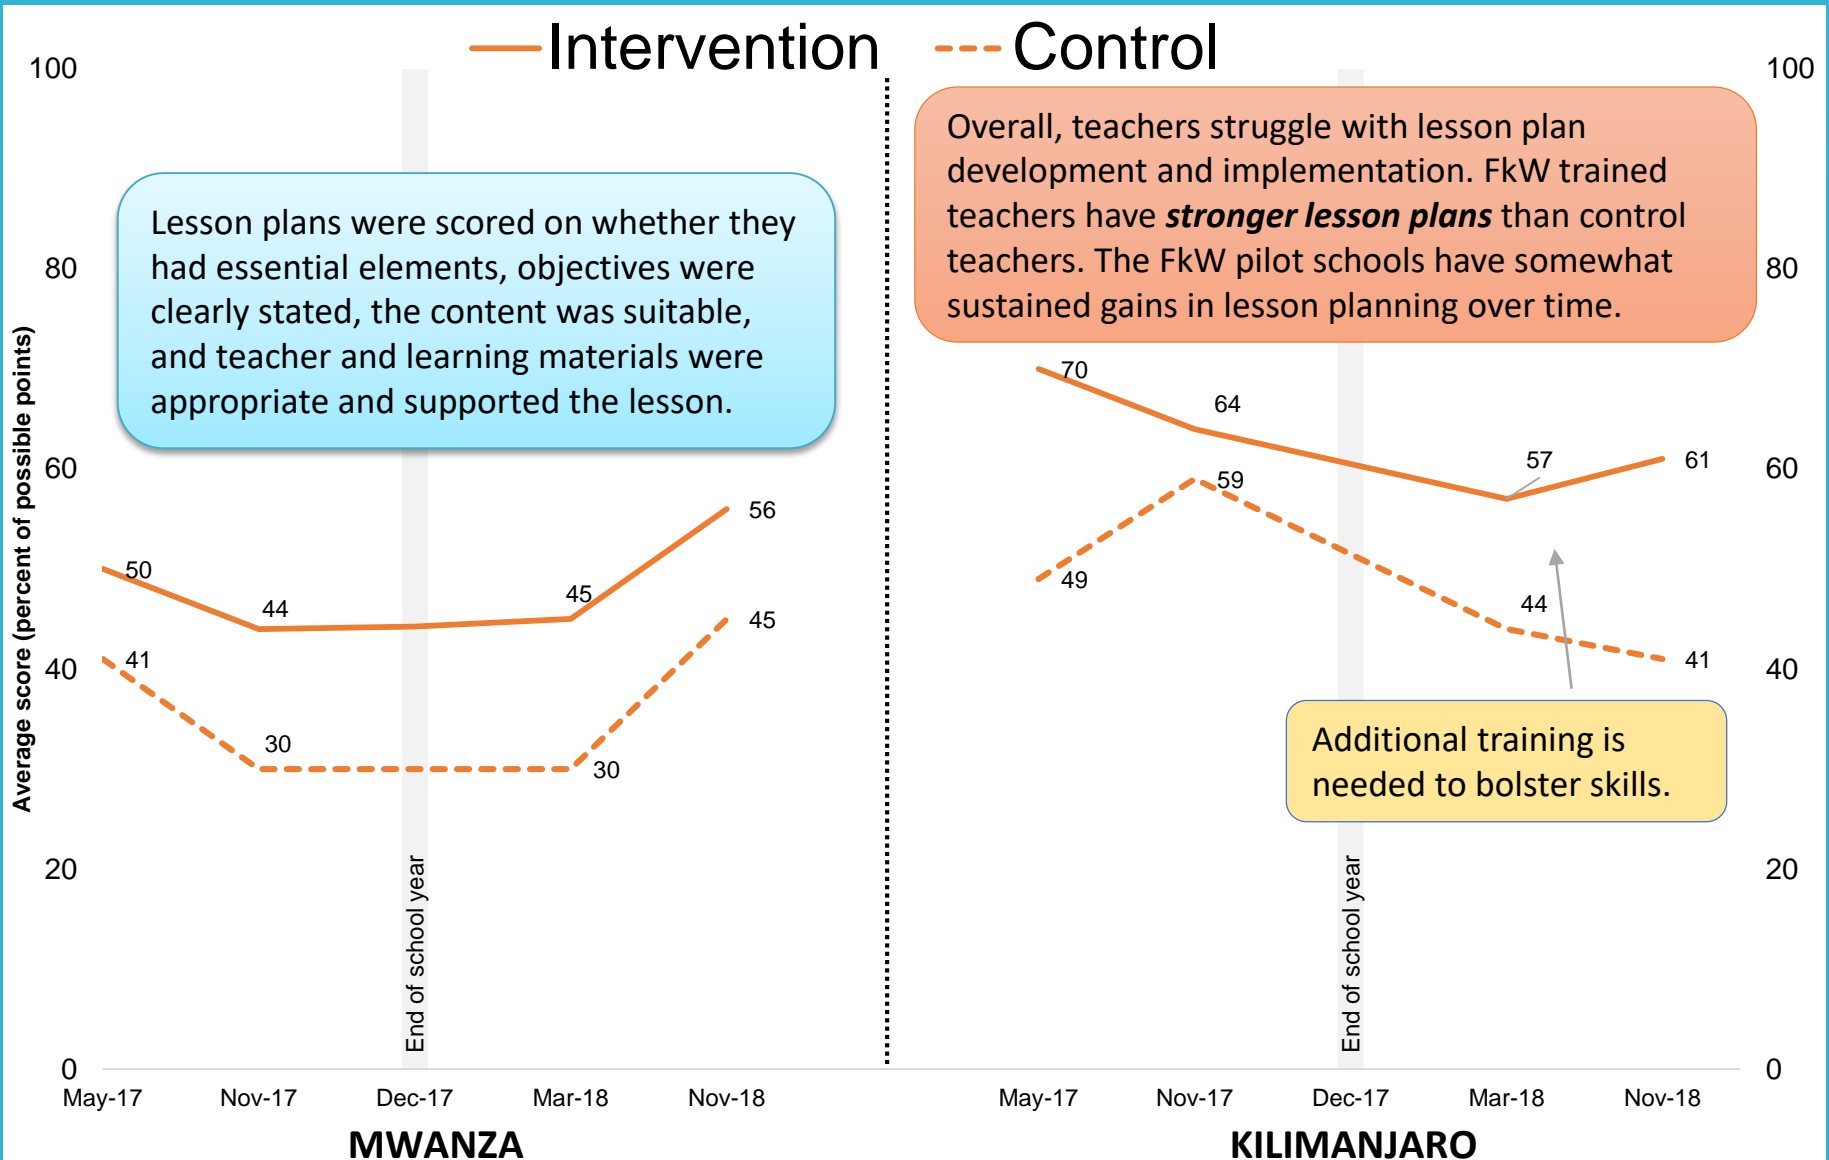 Intervention
Control
100
80
60
40
20
0
Average score (percent of possible points)
Lesson plans were scored on whether they
had essential elements, objectives were
clearly stated, the content was suitable,
and teacher and learning materials were
appropriate and supported the lesson.
50
44
45
56
41
30
30
45
End of school year
May-17
Nov-17
Dec-17
Mar-18
Nov-18
MWANZA
Overall, teachers struggle with lesson plan
development and implementation. FkW trained
teachers have stronger lesson plans than control
teachers. The FkW pilot schools have somewhat
sustained gains in lesson planning over time.
70
64
57
61
49
59
44
41
Additional training is
needed to bolster skills.
End of school year
May-17
Nov-17
Dec-17
Mar-18
Nov-18
KILIMANJARO
100
80
60
40
20
0